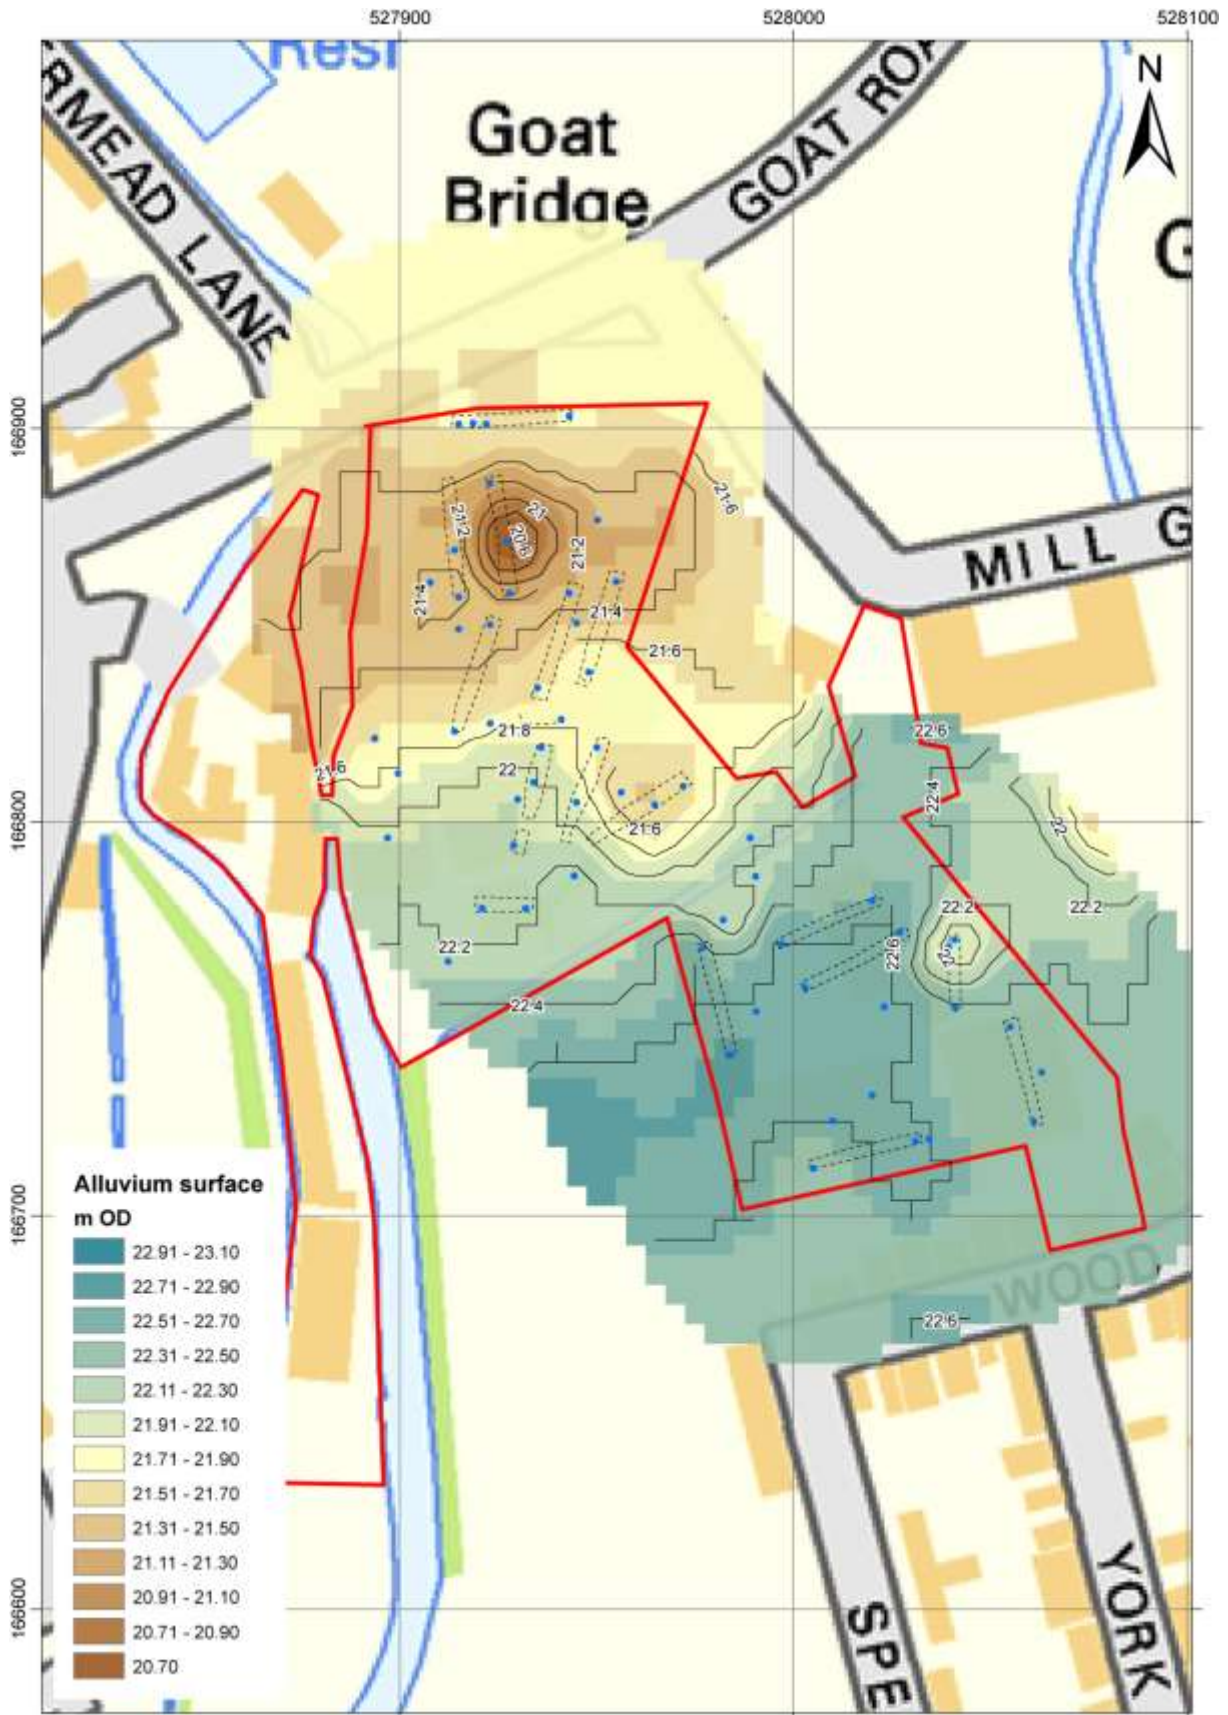 527900
528000
528100
Resr
N
Goat
Bridge
GOAT ROA
RMEAD LANE
G
166900
MILL G
21·6
21
20·8
21·2
21·2
21·4
21·4
21·6
21·8
21·6
22
22·6
22·4
166800
21·6
22
22·2
22·2
22·2
22
22·6
22·4
166700
WOOD
22·6
Alluvium surface
m OD
22.91 - 23.10
22.71 - 22.90
22.51 - 22.70
22.31 - 22.50
22.11 - 22.30
21.91 - 22.10
21.71 - 21.90
21.51 - 21.70
21.31 - 21.50
21.11 - 21.30
20.91 - 21.10
20.71 - 20.90
20.70
166600
SPE
YORK